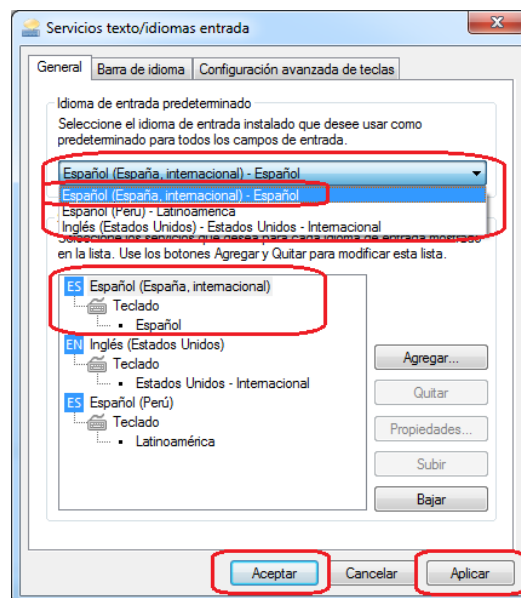 Servicios texto/idiomas entrada
General Barra de idioma Configuración avanzada de teclas
Idioma de entrada predeterminado
Seleccione el idioma de entrada instalado que desee usar como
predeterminado para todos los campos de entrada.
Español (España, internacional) - Español
Español (España, internacional) - Español
Español (Perú) - Latinoamérica
Inglés (Estados Unidos) - Estados Unidos - Internacional
Seleccione los servicios que desea para cada idioma de entrada mostrado
en la lista. Use los botones Agregar y Quitar para modificar esta lista.
ES Español (España, internacional)
Teclado
Español
EN Inglés (Estados Unidos)
Teclado
Estados Unidos - Internacional
ES Español (Perú)
Teclado
Latinoamérica
Agregar...
Quitar
Propiedades...
Subir
Bajar
Aceptar Cancelar Aplicar